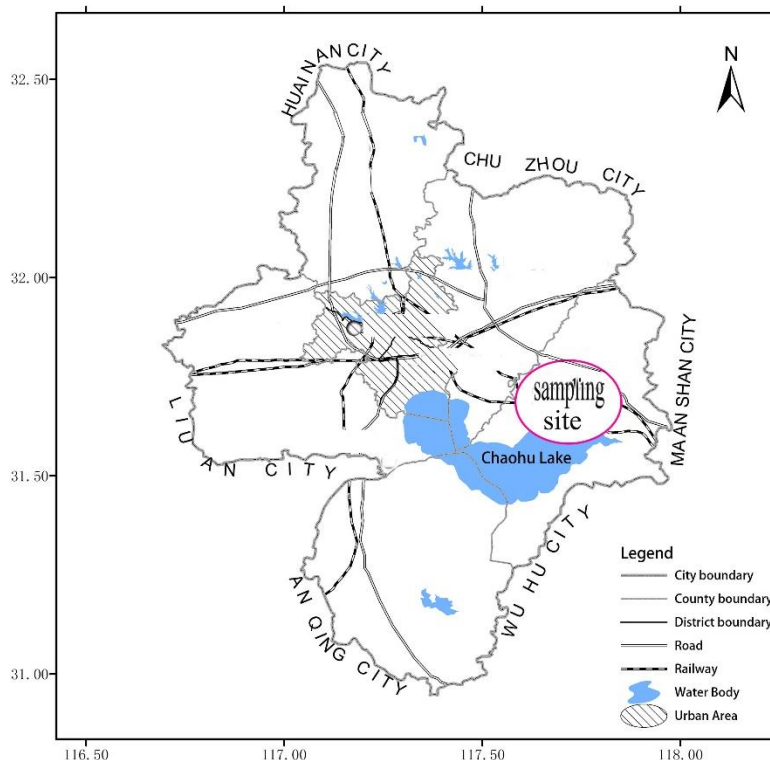 N
32.50
32.00
31.50
31.00
116.50
117.00
117.50
118.00
HUAINANCITY
CHU ZHOU CITY
MAAN SHAN CITY
LIU AN CITY
WU HU CITY
AN QING CITY
sampling
site
Chaohu Lake
Legend
City boundary
County boundary
District boundary
Road
Railway
Water Body
Urban Area